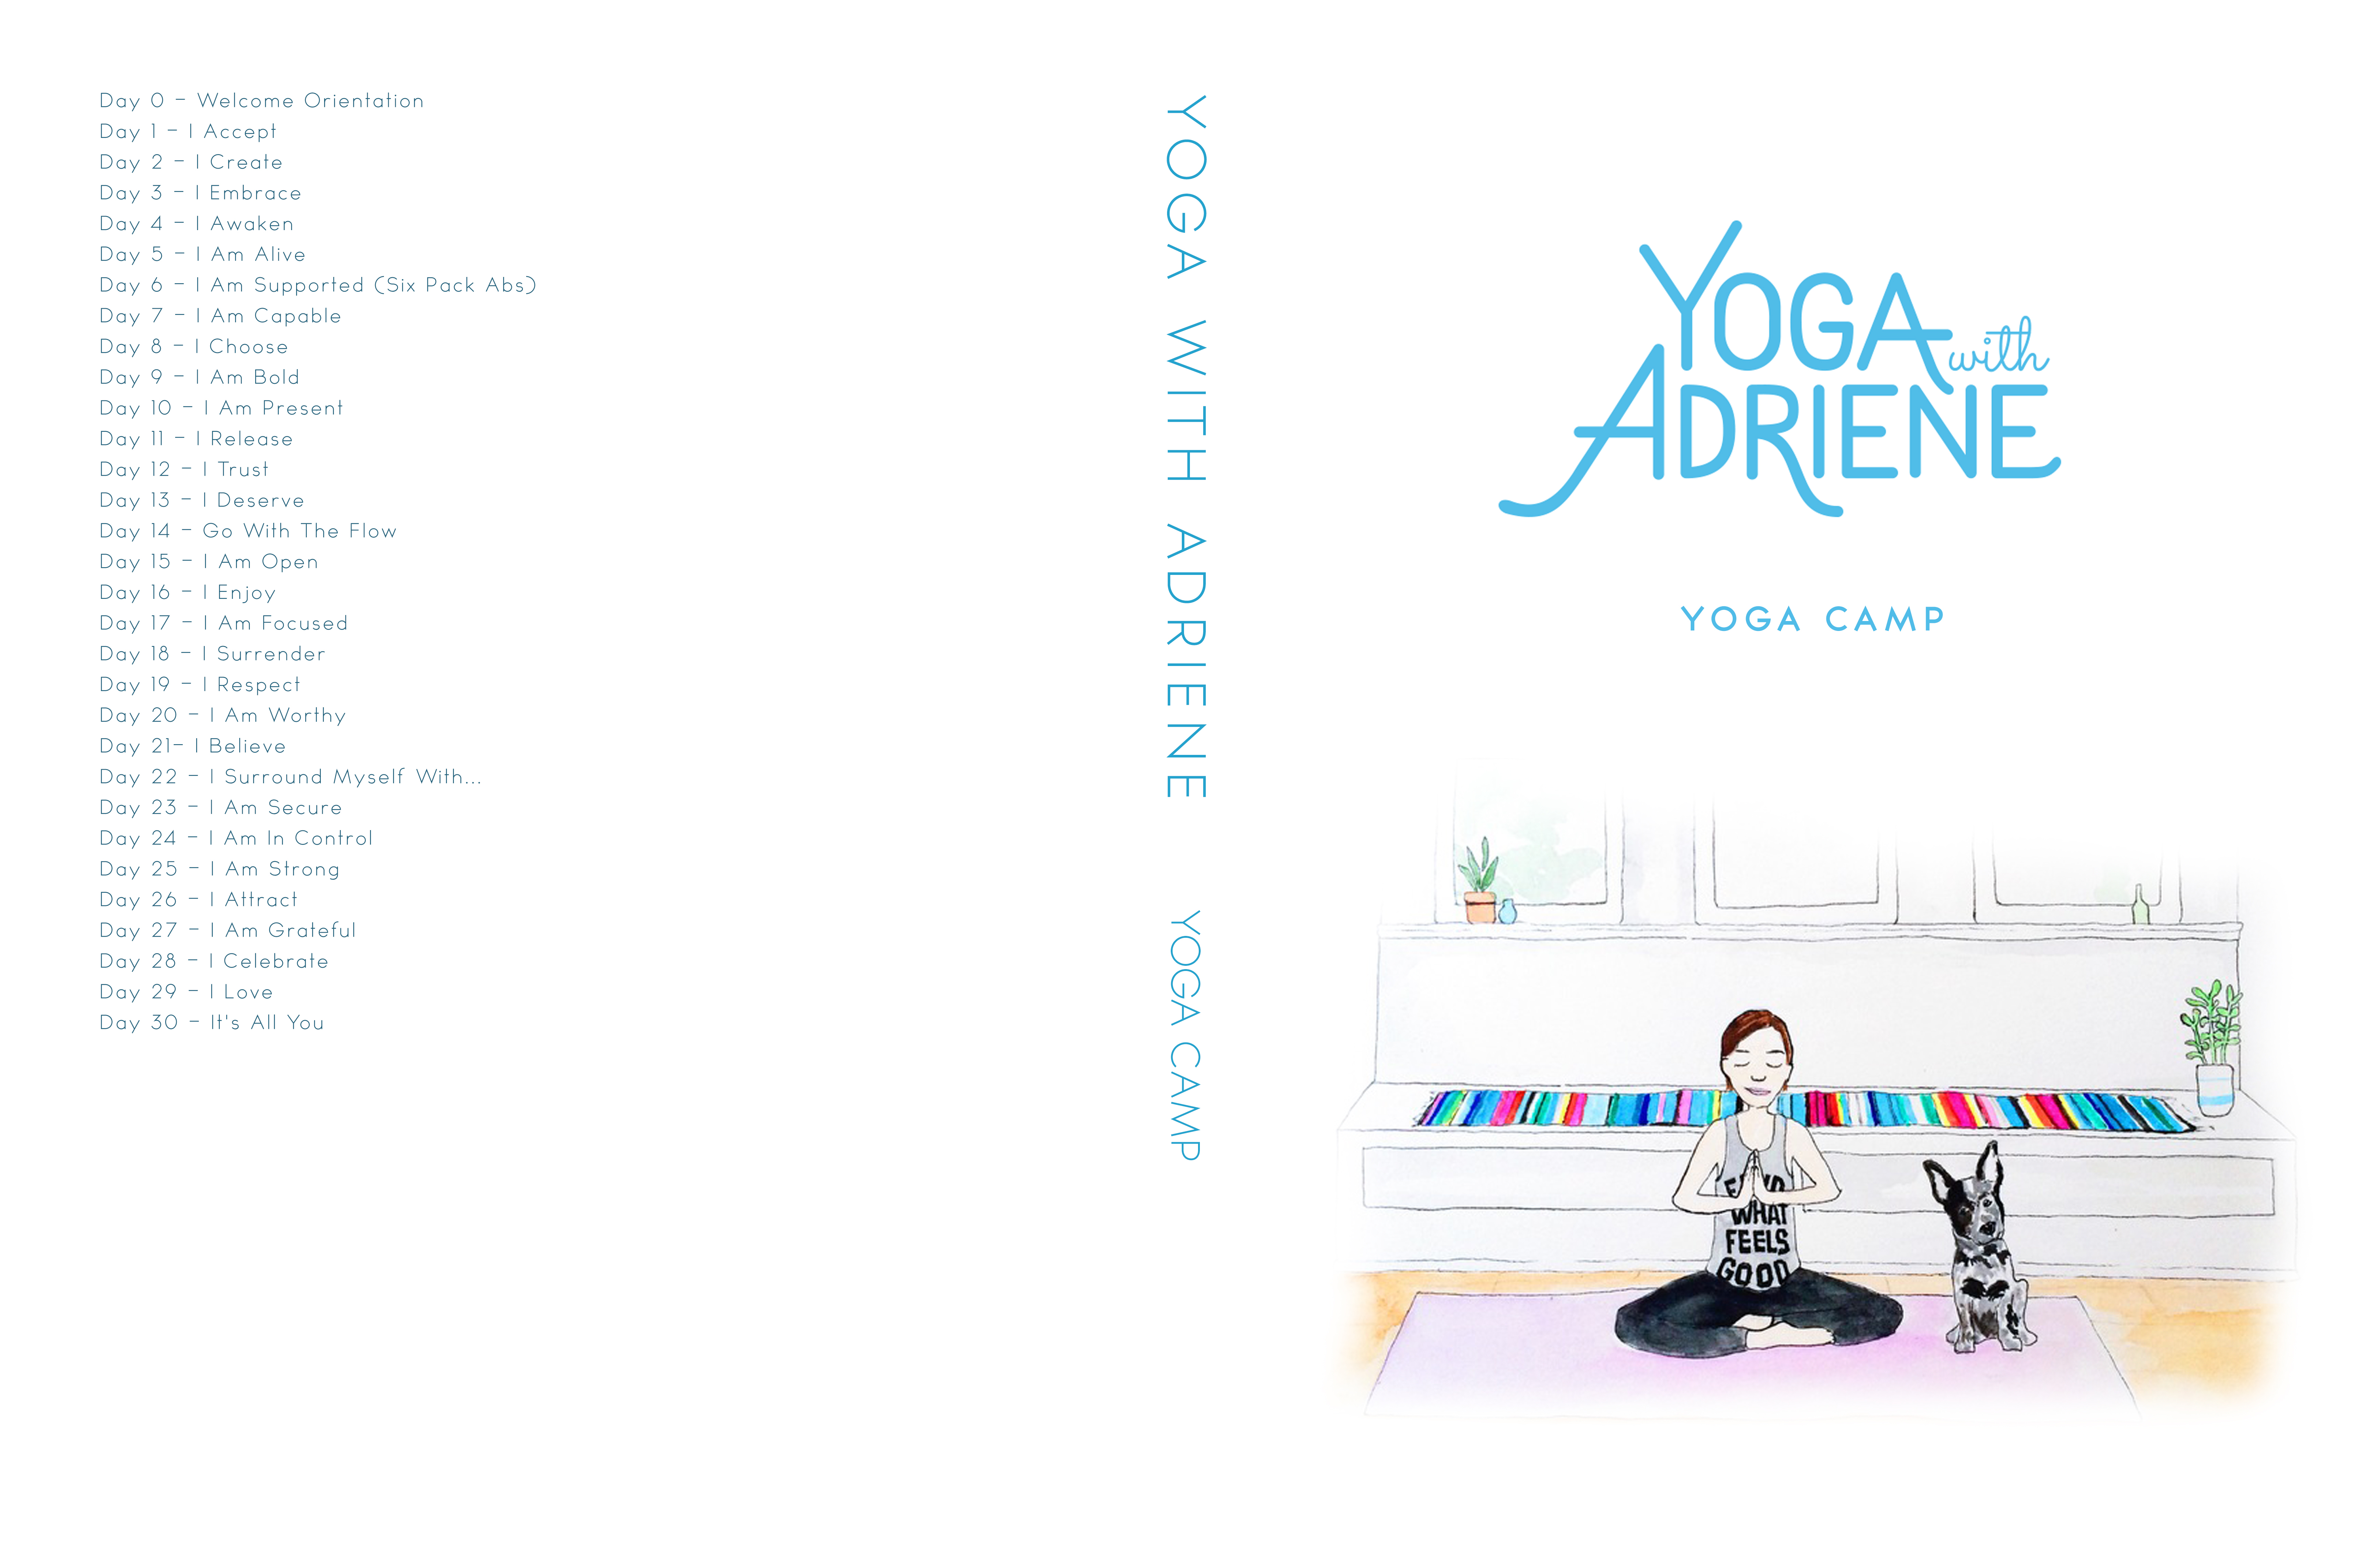 Day 0 - Welcome Orientation
Day 1 - I Accept
Day 2 - I Create
Day 3 - I Embrace
Day 4 - I Awaken
Day 5 - I Am Alive
Day 6 - I Am Supported (Six Pack Abs)
Day 7 - I Am Capable
Day 8 - I Choose
Day 9 - I Am Bold
Day 10 - I Am Present
Day 11 - I Release
Day 12 - I Trust
Day 13 - I Deserve
Day 14 - Go With The Flow
Day 15 - I Am Open
Day 16 - I Enjoy
Day 17 - I Am Focused
Day 18 - I Surrender
Day 19 - I Respect
Day 20 - I Am Worthy
Day 21- I Believe
Day 22 - I Surround Myself With...
Day 23 - I Am Secure
Day 24 - I Am In Control
Day 25 - I Am Strong
Day 26 - I Attract
Day 27 - I Am Grateful
Day 28 - I Celebrate
Day 29 - I Love
Day 30 - It's All You
YOGA WITH ADRIENE YOGA CAMP
YOGA with
ADRIENE
YOGA CAMP
WHAT
FEELS
GOOD